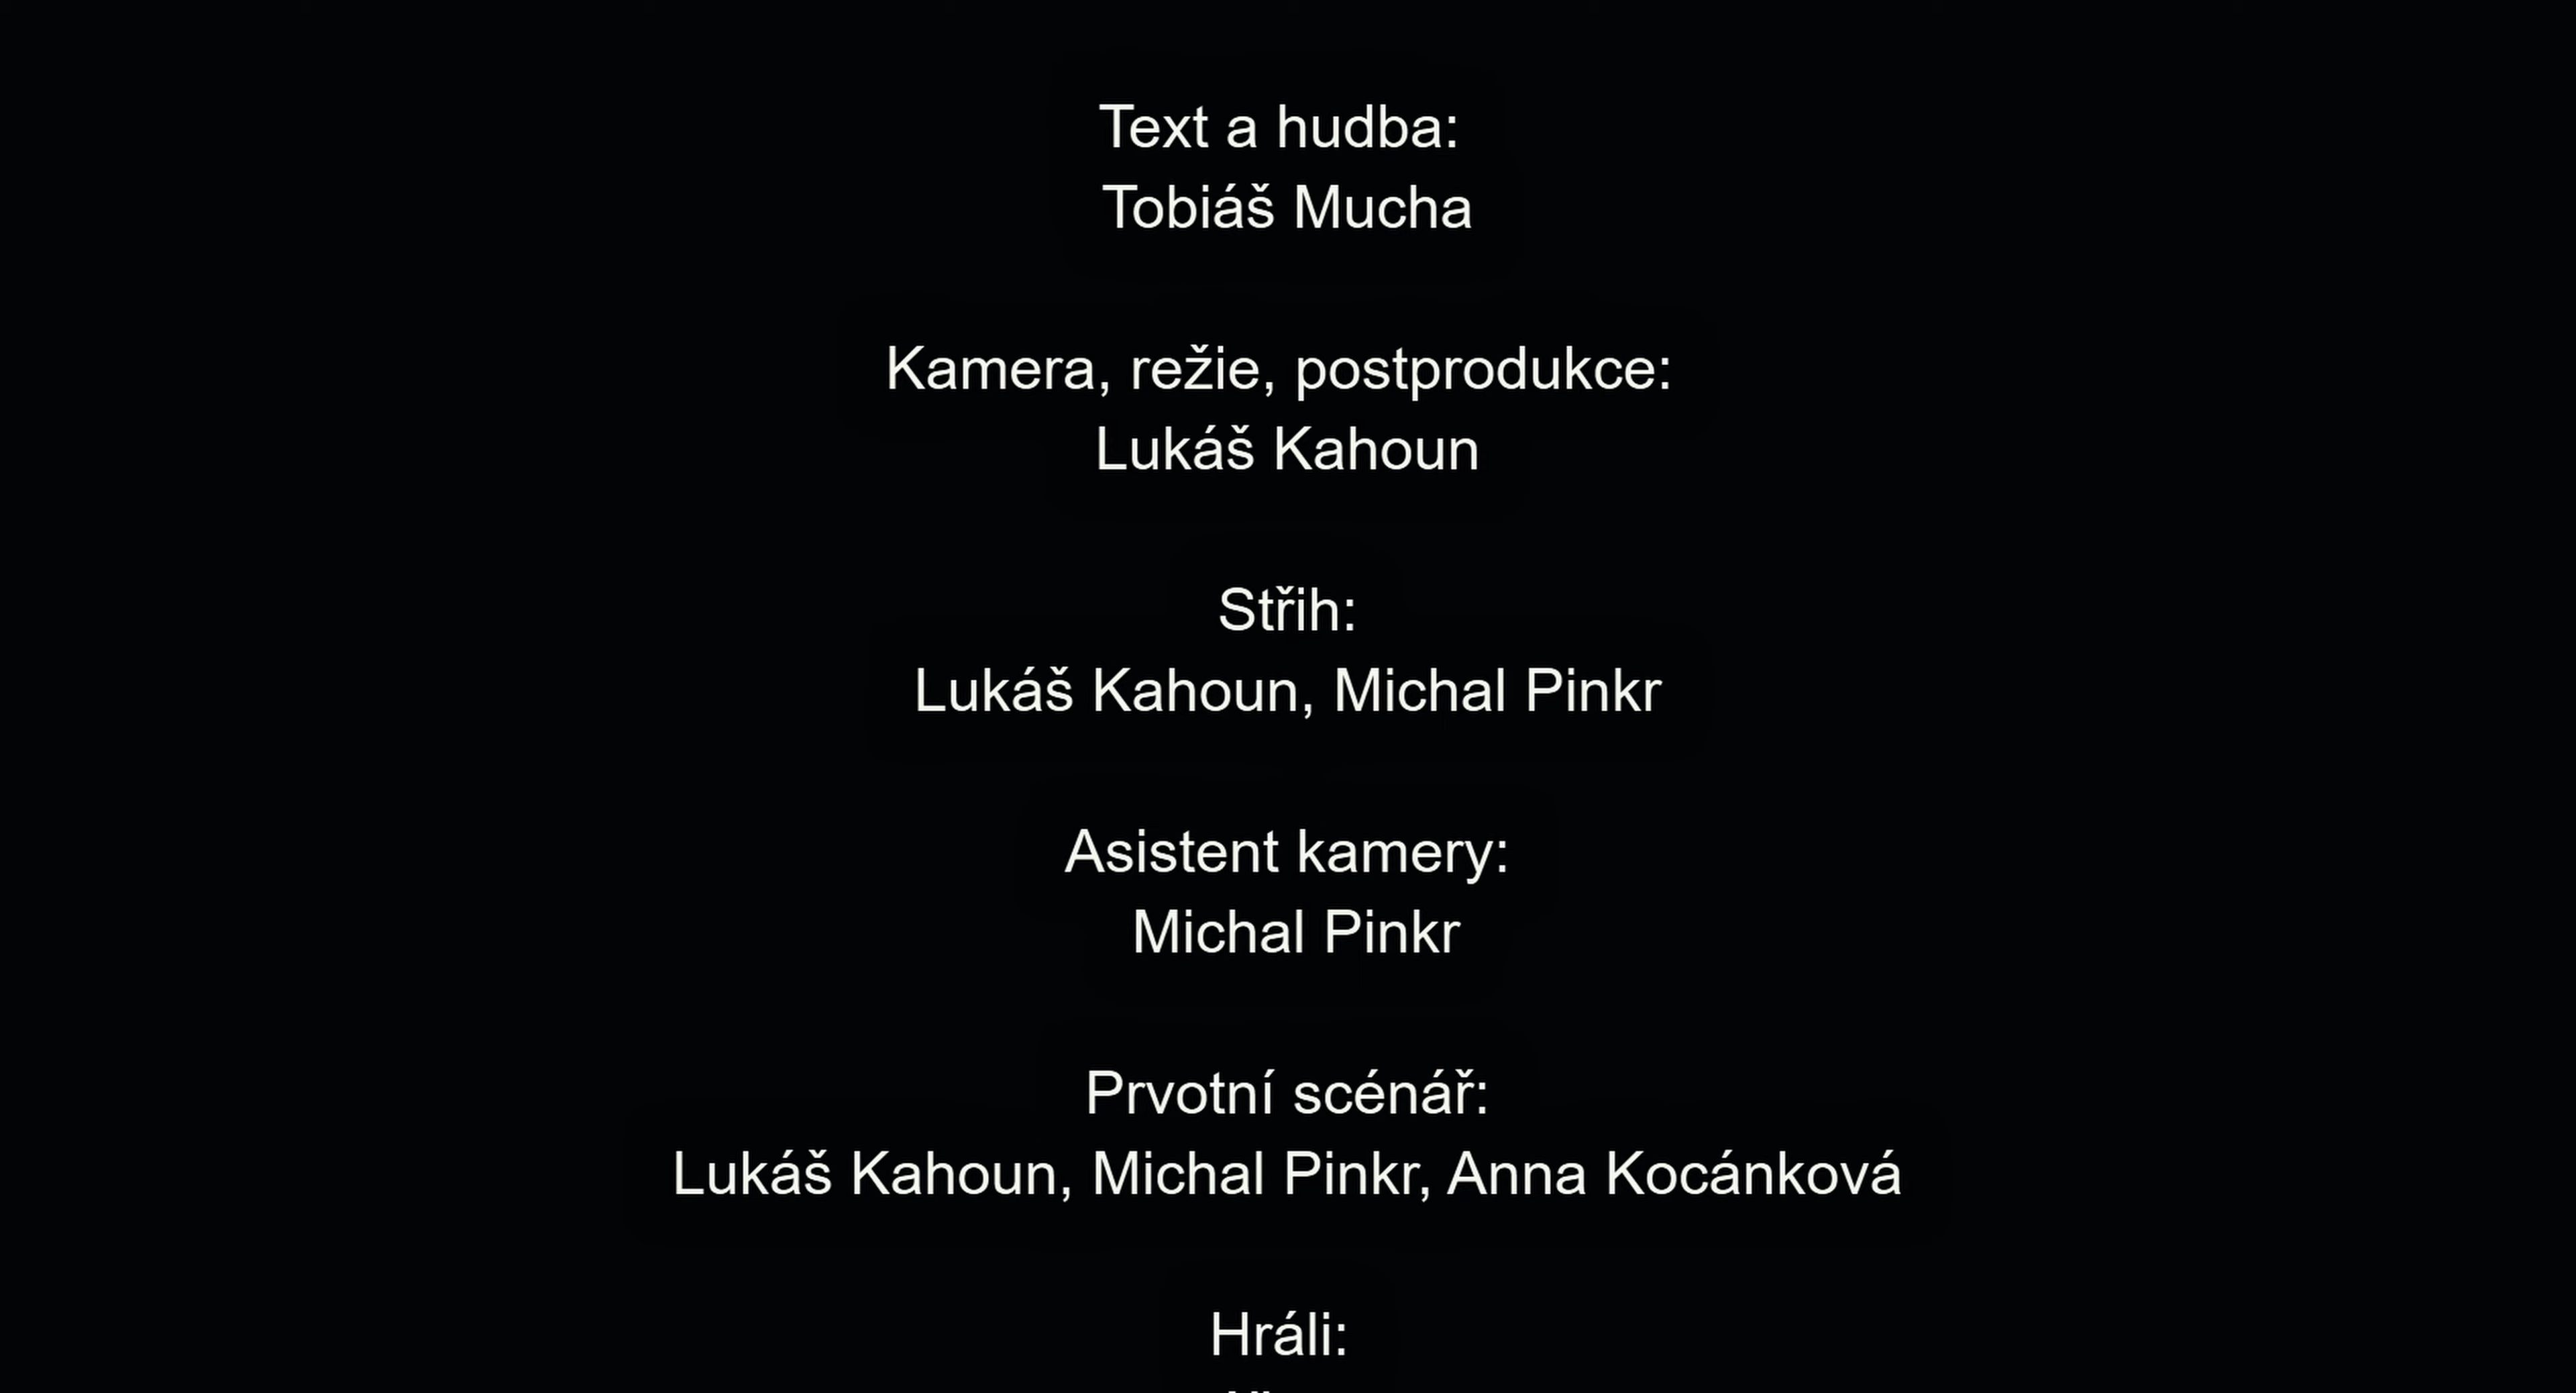 Text a hudba:
Tobiáš Mucha
Kamera, režie, postprodukce:
Lukáš Kahoun
Střih:
Lukáš Kahoun, Michal Pinkr
Asistent kamery:
Michal Pinkr
Prvotní scénář:
Lukáš Kahoun, Michal Pinkr, Anna Kocánková
Hráli: